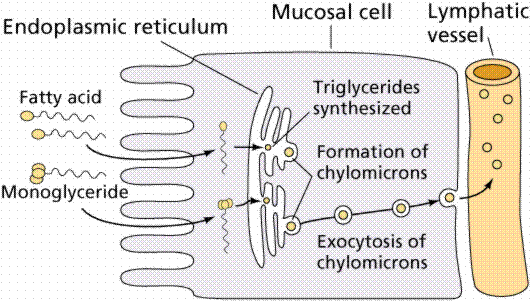 Endoplasmic reticulum
Mucosal cell
Lymphatic
vessel
Fatty acid
Monoglyceride
Triglycerides
synthesized
Formation of
chylomicrons
Exocytosis of
chylomicrons